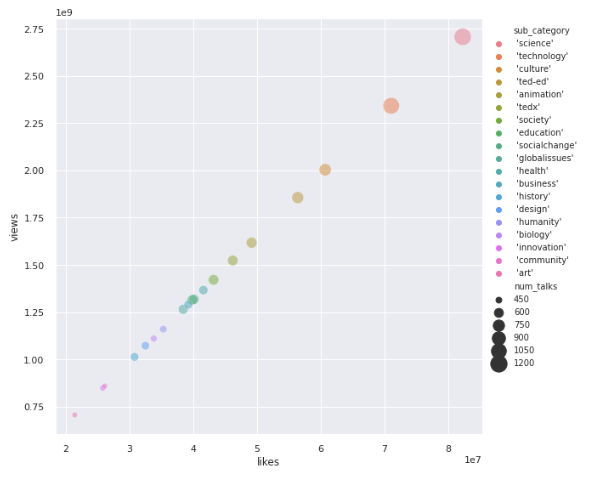 1e9
2.75
2.50
2.25
2.00
1.75
1.50
1.25
1.00
0.75
views
2 3 4 5 6 7 8
1e7
likes
sub_category
'science'
'technology'
'culture'
'ted-ed'
'animation'
'tedx'
'society'
'education'
'socialchange'
'globalissues'
'health'
'business'
'history'
'design'
'humanity'
'biology'
'innovation'
'community'
'art'
num_talks
450
600
750
900
1050
1200